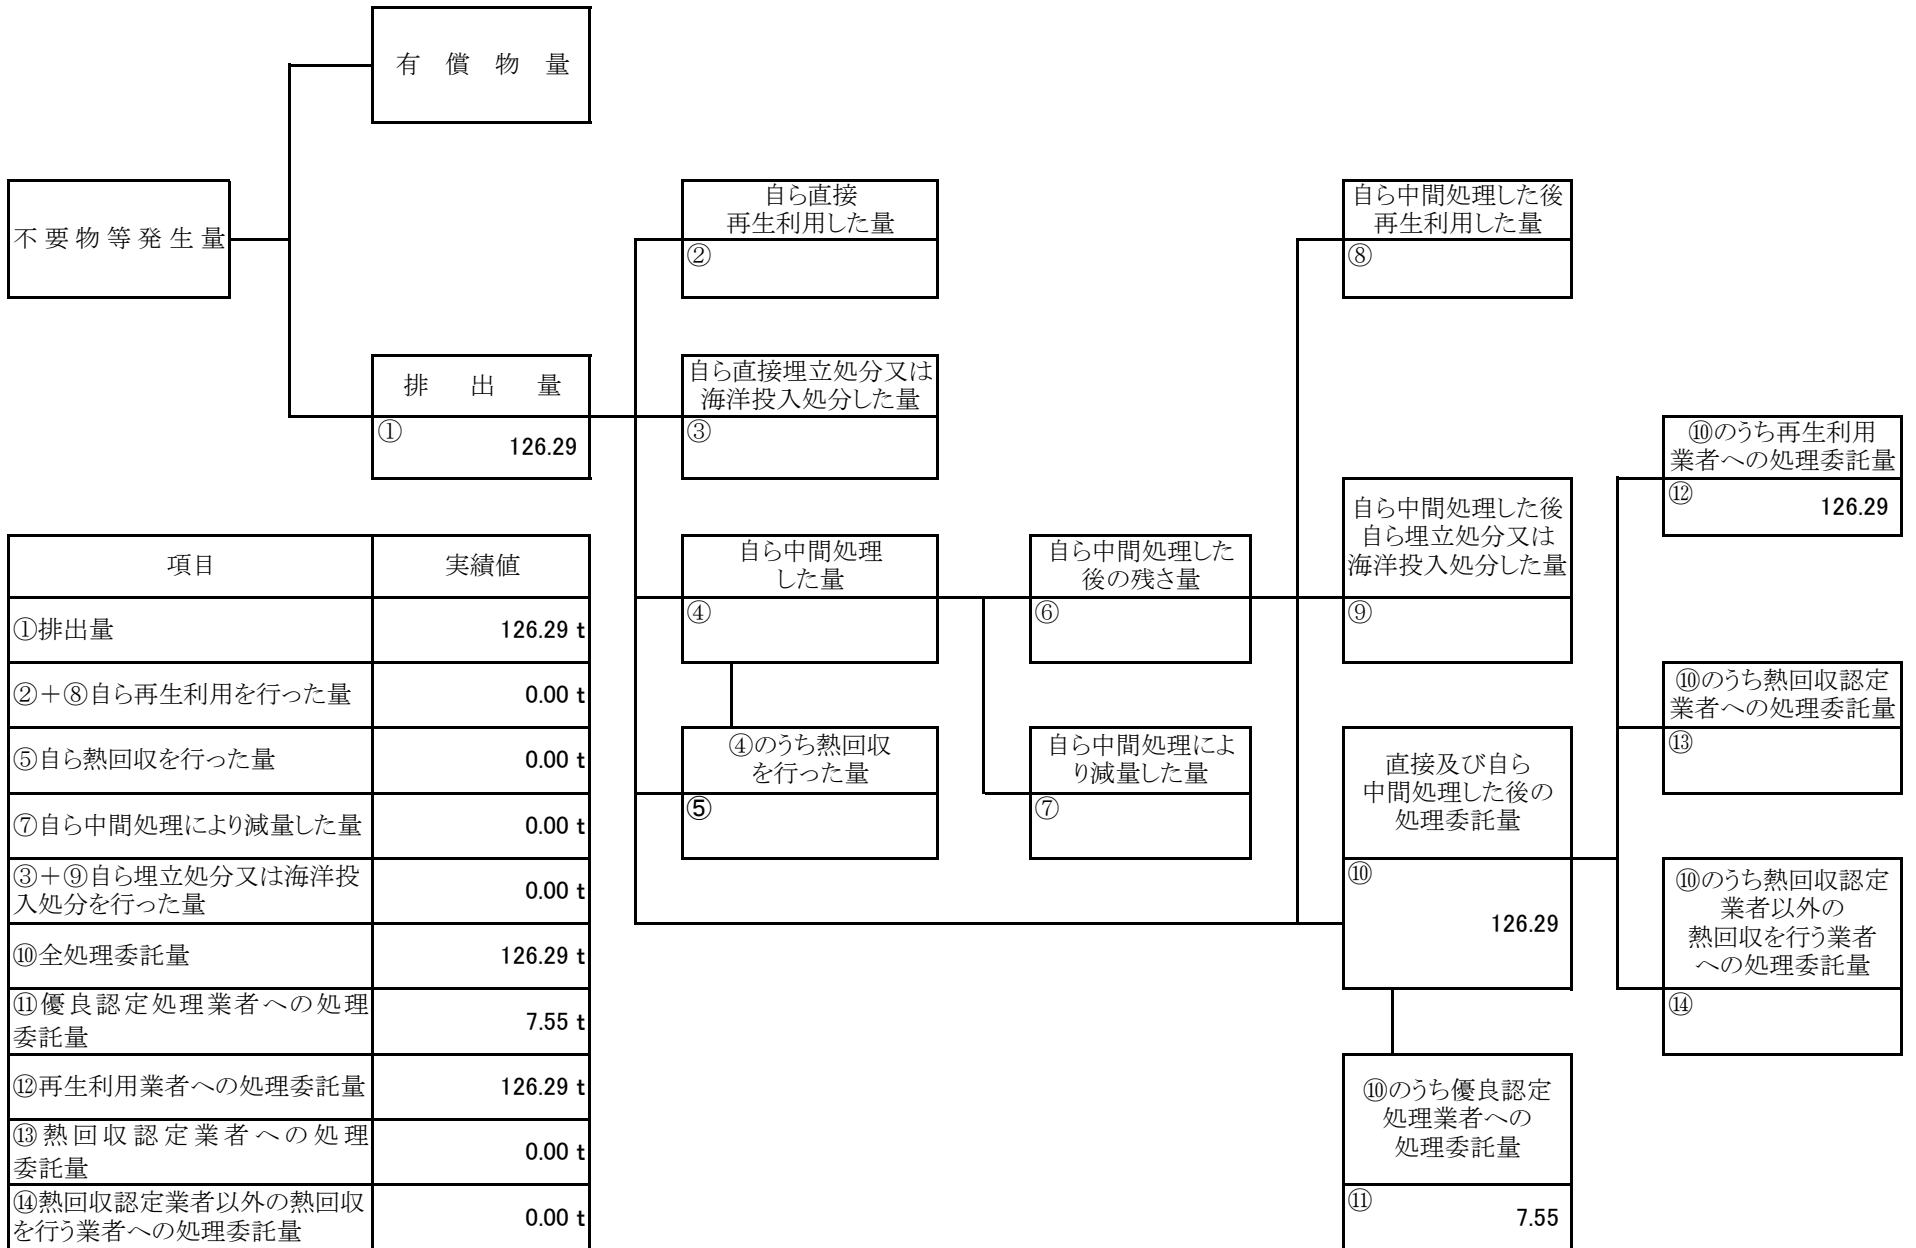 有償物量
不要物等発生量
排出量
①
126.29
自ら直接
再生利用した量
②
自ら直接埋立処分又は
海洋投入処分した量
③
自ら中間処理
した量
④
④のうち熱回収
を行った量
⑤
自ら中間処理した
後の残さ量
⑥
自ら中間処理によ
り減量した量
⑦
自ら中間処理した後
再生利用した量
⑧
自ら中間処理した後
自ら埋立処分又は
海洋投入処分した量
⑨
直接及び自ら
中間処理した後の
処理委託量
⑩
126.29
⑩のうち優良認定
処理業者への
処理委託量
⑪
7.55
⑩のうち再生利用
業者への処理委託量
⑫
126.29
⑩のうち熱回収認定
業者への処理委託量
⑬
⑩のうち熱回収認定
業者以外の
熱回収を行う業者
への処理委託量
⑭
項目 実績値
①排出量 126.29 t
②＋⑧自ら再生利用を行った量 0.00 t
⑤自ら熱回収を行った量 0.00 t
⑦自ら中間処理により減量した量 0.00 t
③＋⑨自ら埋立処分又は海洋投
入処分を行った量 0.00 t
⑩全処理委託量 126.29 t
⑪優良認定処理業者への処理
委託量 7.55 t
⑫再生利用業者への処理委託量 126.29 t
⑬熱回収認定業者への処理
委託量 0.00 t
⑭熱回収認定業者以外の熱回収
を行う業者への処理委託量 0.00 t